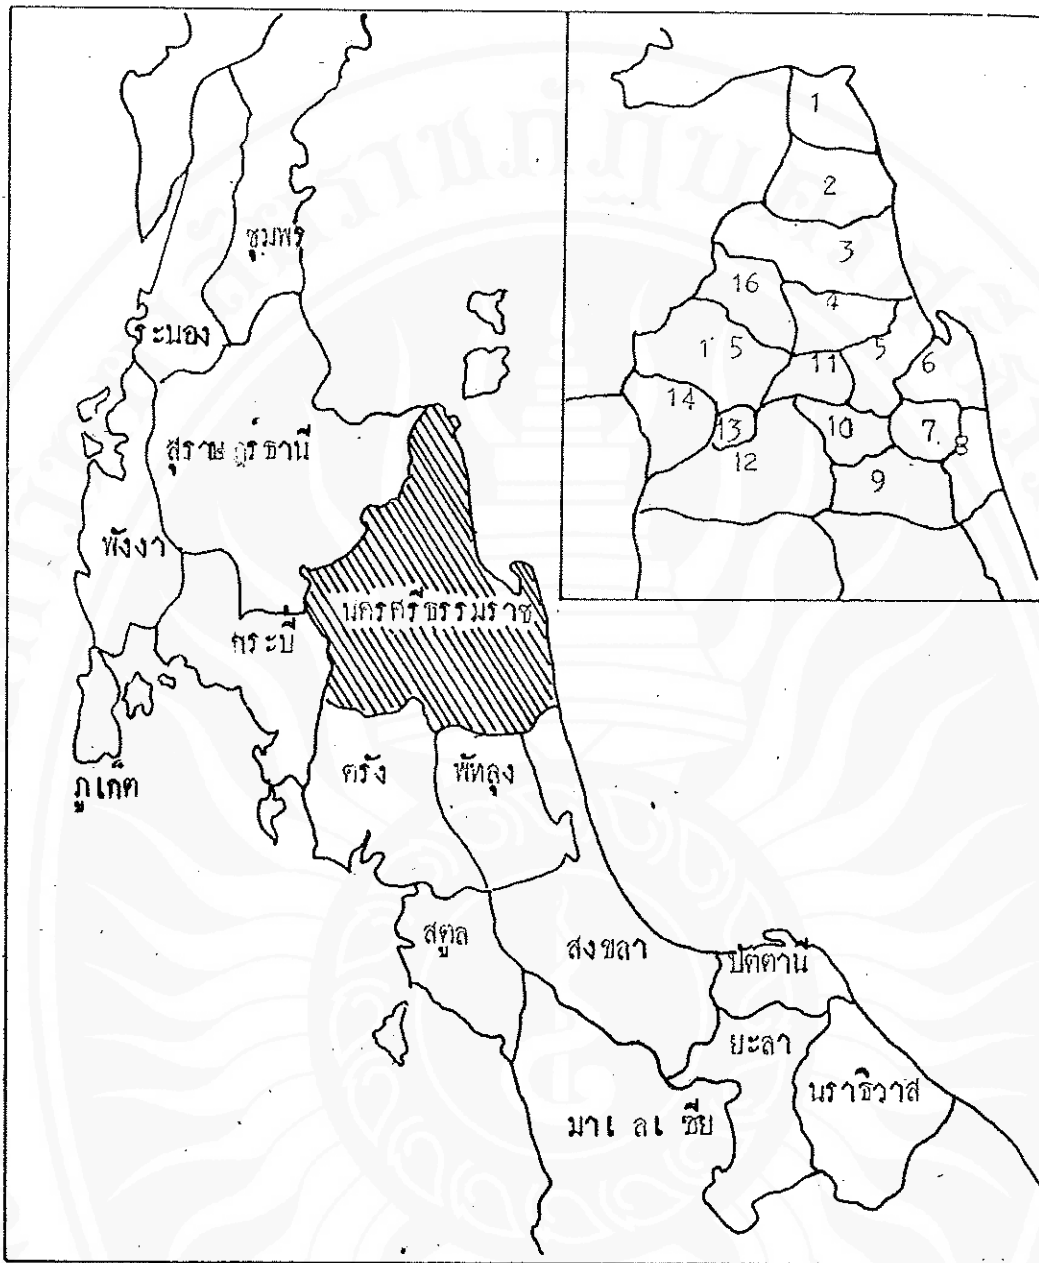 ชุมพร
ระนอง
สุราษฎร์ธานี
พังงา
กระบี่
นครศรีธรรมราช
ภูเก็ต
ตรัง
พัทลุง
สตูล
สงขลา
ปัตตานี
ยะลา
นราธิวาส
มาเลเซีย
1
2
3
16
4
15
5
6
11
14
13
10
7
8
12
9